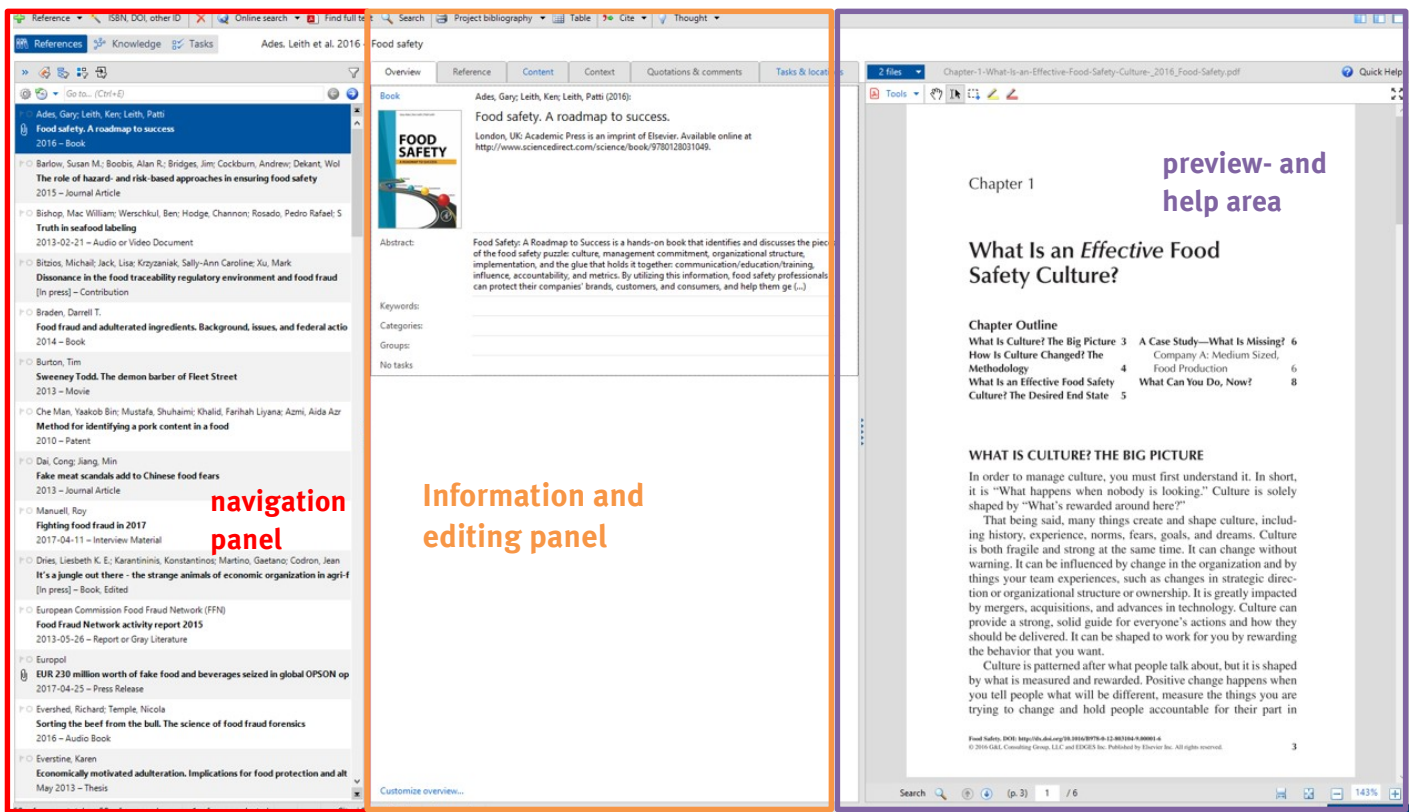 Reference ISBN, DOI, other ID Online search Find full text Search Project bibliography Table Cite Thought
References Knowledge Tasks Ades, Leith et al. 2016 – Food safety
Go to... (Ctrl+E)
Ades, Gary; Leith, Ken; Leith, Patti
Food safety. A roadmap to success
2016 – Book
Barlow, Susan M.; Boobis, Alan R.; Bridges, Jim; Cockburn, Andrew; Dekant, Wol
The role of hazard- and risk-based approaches in ensuring food safety
2015 – Journal Article
Bishop, Mac William; Werschkul, Ben; Hodge, Channon; Rosado, Pedro Rafael; S
Truth in seafood labeling
2013-02-21 – Audio or Video Document
Bitzios, Michail; Jack, Lisa; Krzyzaniak, Sally-Ann Caroline; Xu, Mark
Dissonance in the food traceability regulatory environment and food fraud
[In press] – Contribution
Braden, Darrell T.
Food fraud and adulterated ingredients. Background, issues, and federal actio
2014 – Book
Burton, Tim
Sweeney Todd. The demon barber of Fleet Street
2013 – Movie
Che Man, Yaakob Bin; Mustafa, Shuhaimi; Khalid, Farihah Liyana; Azmi, Aida Azr
Method for identifying a pork content in a food
2010 – Patent
Dai, Cong; Jiang, Min
Fake meat scandals add to Chinese food fears
2013 – Journal Article
Manuell, Roy
Fighting food fraud in 2017
2017-04-11 – Interview Material
Dries, Liesbeth K. E.; Karantininis, Konstantinos; Martino, Gaetano; Codron, Jean
It's a jungle out there - the strange animals of economic organization in agri-f
[In press] – Book, Edited
European Commission Food Fraud Network (FFN)
Food Fraud Network activity report 2015
2013-05-26 – Report or Gray Literature
Europol
EUR 230 million worth of fake food and beverages seized in global OPSON op
2017-04-25 – Press Release
Evershed, Richard; Temple, Nicola
Sorting the beef from the bull. The science of food fraud forensics
2016 – Audio Book
Everstine, Karen
Economically motivated adulteration. Implications for food protection and alt
May 2013 – Thesis
navigation
panel
Overview Reference Content Context Quotations & comments Tasks & locations
Book
Ades, Gary; Leith, Ken; Leith, Patti (2016):
Food safety. A roadmap to success.
London, UK: Academic Press is an imprint of Elsevier. Available online at
http://www.sciencedirect.com/science/book/9780128031049.
FOOD
SAFETY
Abstract:
Food Safety: A Roadmap to Success is a hands-on book that identifies and discusses the piec
of the food safety puzzle: culture, management commitment, organizational structure,
implementation, and the glue that holds it together: communication/education/training,
influence, accountability, and metrics. By utilizing this information, food safety professionals
can protect their companies' brands, customers, and consumers, and help them ge (...)
Keywords:
Categories:
Groups:
No tasks
Information and
editing panel
Customize overview...
2 files Chapter-1-What-Is-an-Effective-Food-Safety-Culture-_2016_Food-Safety.pdf Quick Help
Tools
preview- and
help area
Chapter 1
What Is an Effective Food
Safety Culture?
Chapter Outline
What Is Culture? The Big Picture 3
How Is Culture Changed? The
Methodology 4
What Is an Effective Food Safety
Culture? The Desired End State 5
A Case Study—What Is Missing? 6
Company A: Medium Sized,
Food Production 6
What Can You Do, Now? 8
WHAT IS CULTURE? THE BIG PICTURE
In order to manage culture, you must first understand it. In short,
it is “What happens when nobody is looking.” Culture is solely
shaped by “What's rewarded around here?”
That being said, many things create and shape culture, includ-
ing history, experience, norms, fears, goals, and dreams. Culture
is both fragile and strong at the same time. It can change without
warning. It can be influenced by change in the organization and by
things your team experiences, such as changes in strategic direc-
tion or organizational structure or ownership. It is greatly impacted
by mergers, acquisitions, and advances in technology. Culture can
provide a strong, solid guide for everyone's actions and how they
should be delivered. It can be shaped to work for you by rewarding
the behavior that you want.
Culture is patterned after what people talk about, but it is shaped
by what is measured and rewarded. Positive change happens when
you tell people what will be different, measure the things you are
trying to change and hold people accountable for their part in
Food Safety. DOI: http://dx.doi.org/10.1016/B978-0-12-803104-9.00001-6
© 2016 G&L Consulting Group, LLC and EDGES Inc. Published by Elsevier Inc. All rights reserved. 3
Search (p. 3) 1 / 6 143%